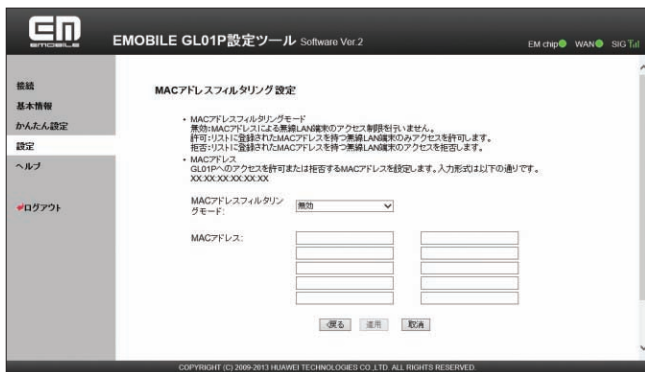 EM
EMOBILE
EMOBILE GL01P設定ツール Software Ver.2
EM chip WAN SIG
接続
基本情報
かんたん設定
設定
ヘルプ
ログアウト
MACアドレスフィルタリング設定
・MACアドレスフィルタリングモード
無効:MACアドレスによる無線LAN端末のアクセス制限を行いません。
許可:リストに登録されたMACアドレスを持つ無線LAN端末のみアクセスを許可します。
拒否:リストに登録されたMACアドレスを持つ無線LAN端末のアクセスを拒否します。
・MACアドレス
GL01Pへのアクセスを許可または拒否するMACアドレスを設定します。入力形式は以下の通りです。
XX:XX:XX:XX:XX:XX
MACアドレスフィルタリン
グモード:
無効
MACアドレス:
<戻る 適用 取消
COPYRIGHT (C) 2009-2013 HUAWEI TECHNOLOGIES CO.,LTD. ALL RIGHTS RESERVED.